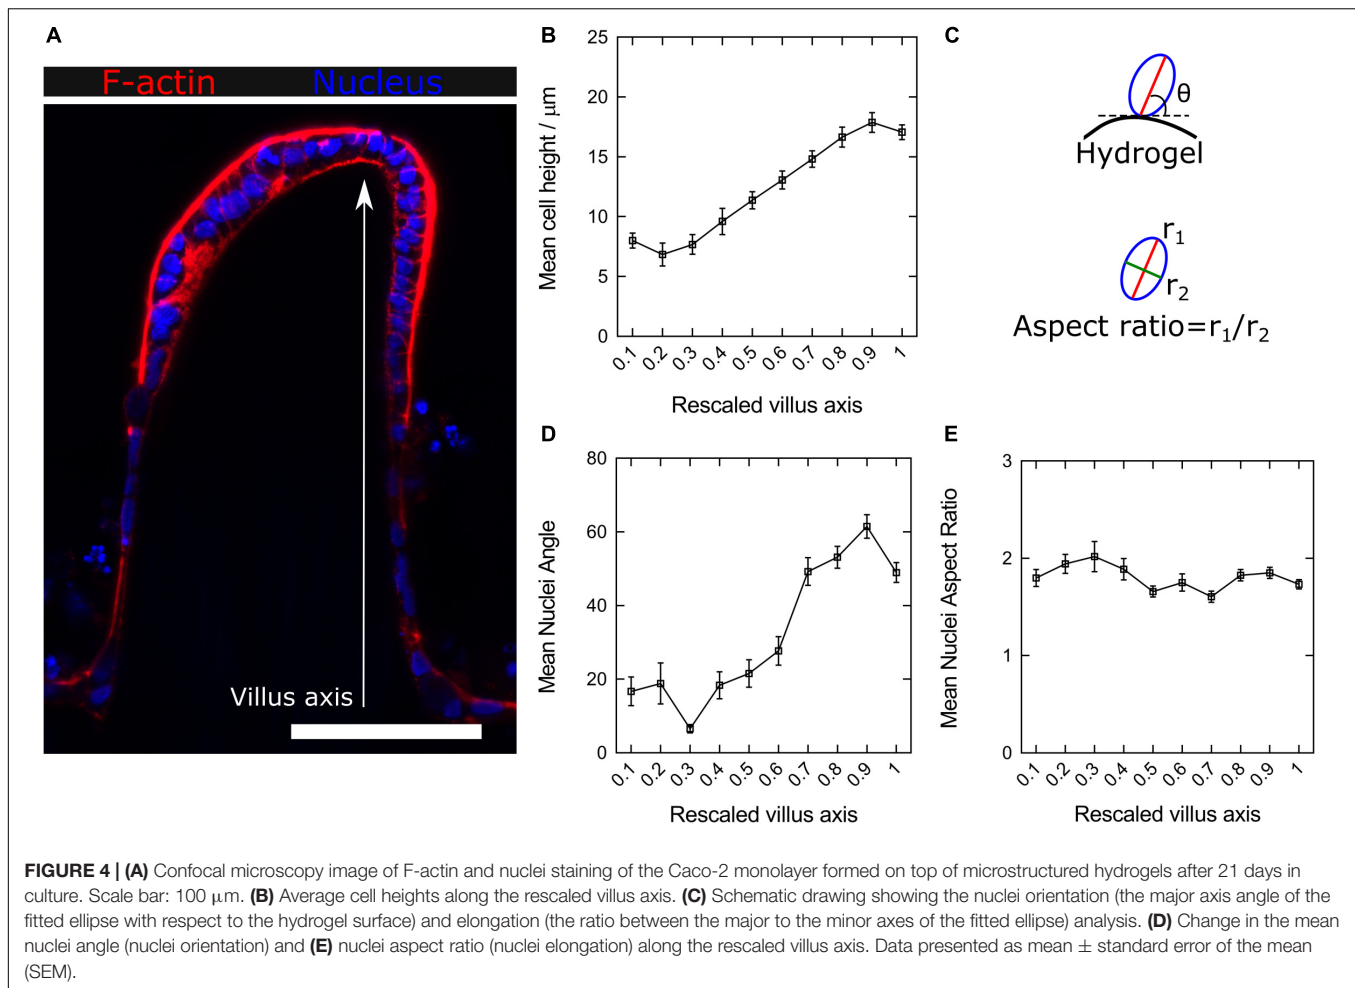 A
F-actin Nucleus
Villus axis
B
25
20
15
10
5
0
Mean cell height / μm
0.1 0.2 0.3 0.4 0.5 0.6 0.7 0.8 0.9 1
Rescaled villus axis
C
θ
Hydrogel
r₁
r₂
Aspect ratio=r₁/r₂
D
80
60
40
20
0
Mean Nuclei Angle
0.1 0.2 0.3 0.4 0.5 0.6 0.7 0.8 0.9 1
Rescaled villus axis
E
3
2
1
0
Mean Nuclei Aspect Ratio
0.1 0.2 0.3 0.4 0.5 0.6 0.7 0.8 0.9 1
Rescaled villus axis
FIGURE 4 | (A) Confocal microscopy image of F-actin and nuclei staining of the Caco-2 monolayer formed on top of microstructured hydrogels after 21 days in
culture. Scale bar: 100 μm. (B) Average cell heights along the rescaled villus axis. (C) Schematic drawing showing the nuclei orientation (the major axis angle of the
fitted ellipse with respect to the hydrogel surface) and elongation (the ratio between the major to the minor axes of the fitted ellipse) analysis. (D) Change in the mean
nuclei angle (nuclei orientation) and (E) nuclei aspect ratio (nuclei elongation) along the rescaled villus axis. Data presented as mean ± standard error of the mean
(SEM).